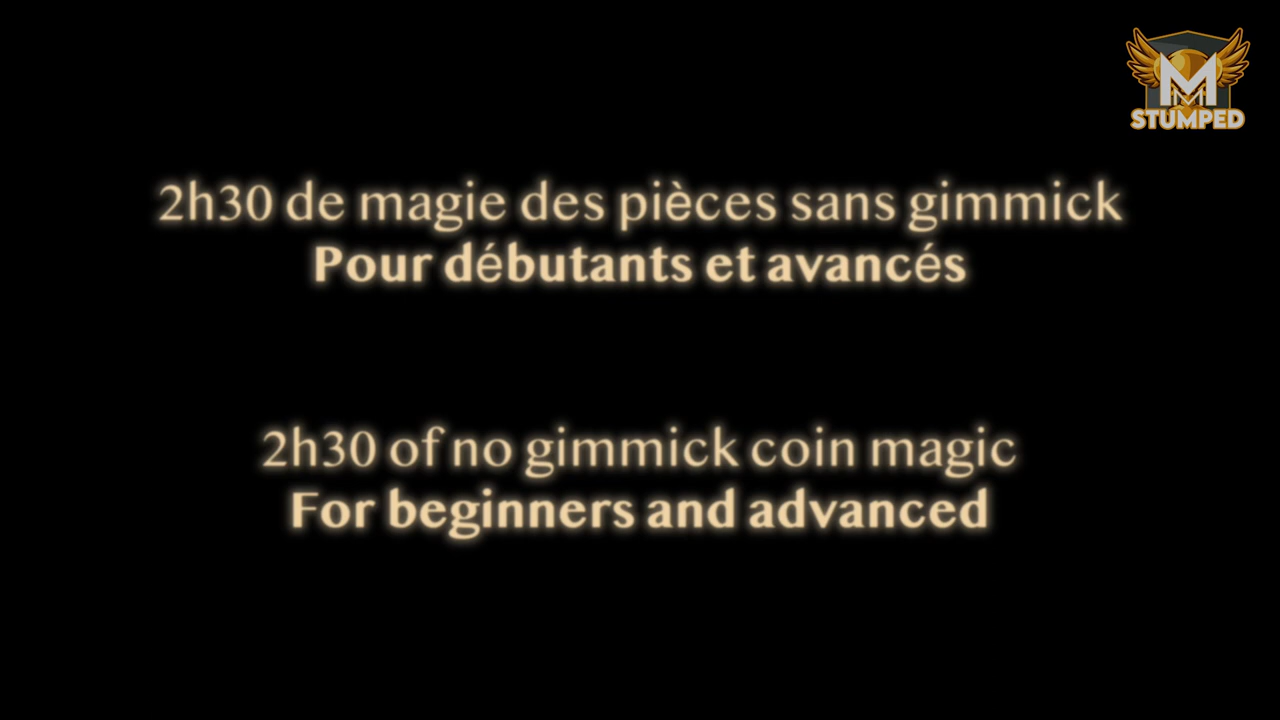 M
M
STUMPED
2h30 de magie des pièces sans gimmick
Pour débutants et avancés
2h30 of no gimmick coin magic
For beginners and advanced